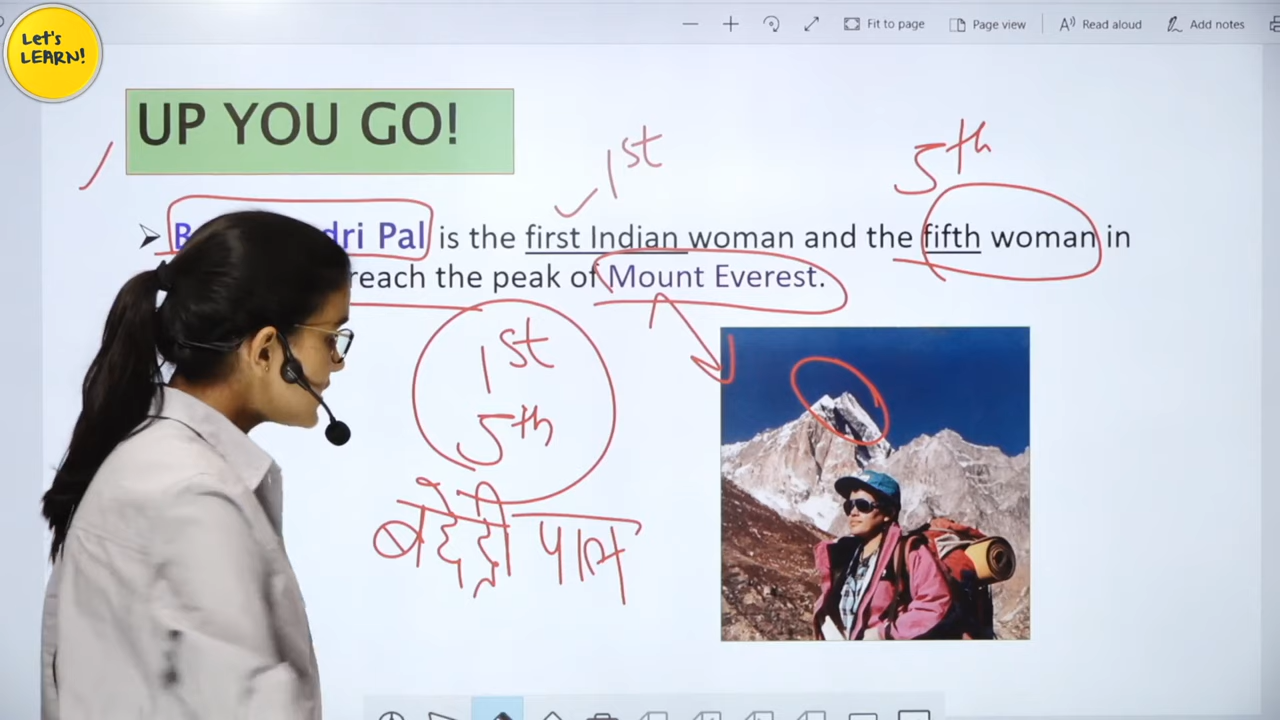 Let's
LEARN!
Fit to page
Page view
Read aloud
Add notes
UP YOU GO!
1st
5th
dri Pal is the first Indian woman and the fifth woman in
reach the peak of Mount Everest.
1st
5th
पाल